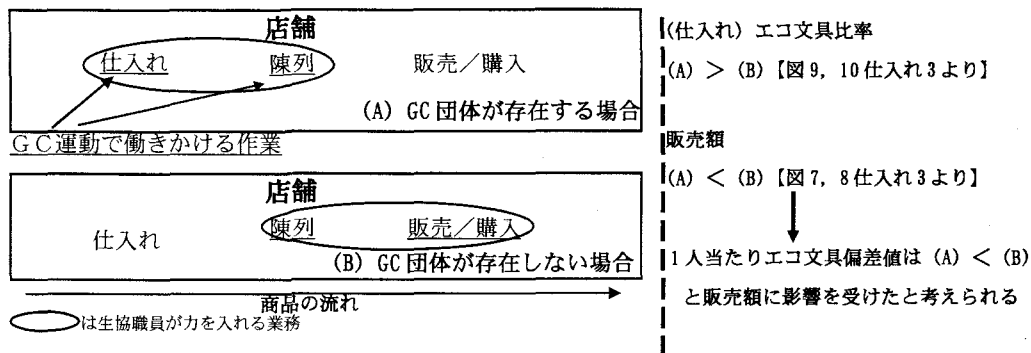 店舗
仕入れ 陳列 販売／購入
(A) GC団体が存在する場合
ＧＣ運動で働きかける作業
店舗
仕入れ 陳列 販売／購入
(B) GC団体が存在しない場合
商品の流れ
は生協職員が力を入れる業務
(仕入れ) エコ文具比率
(A) ＞ (B)【図9, 10仕入れ3より】
販売額
(A) ＜ (B)【図7, 8仕入れ3より】
1人当たりエコ文具偏差値は (A) ＜ (B)
と販売額に影響を受けたと考えられる